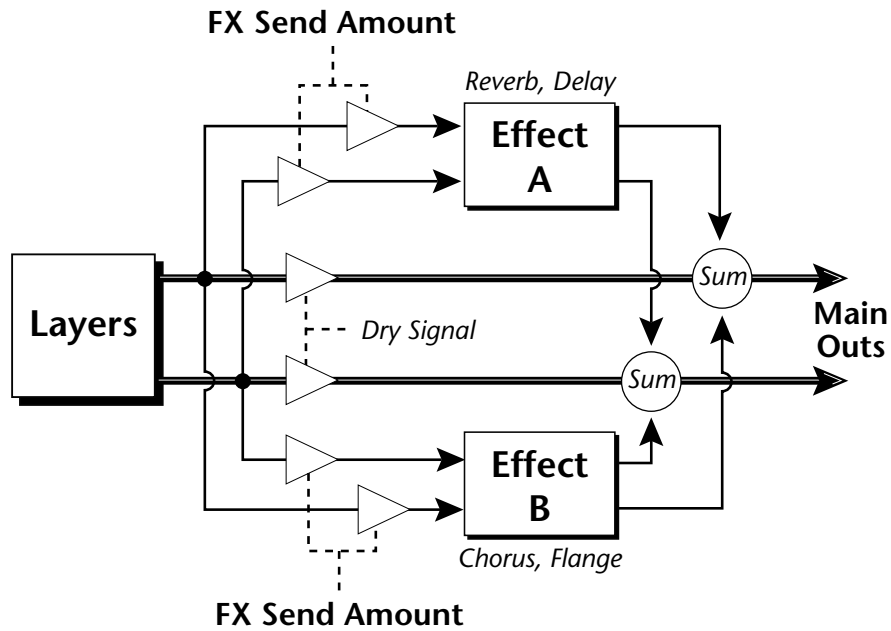 FX Send Amount
Reverb, Delay
Effect
A
Sum
Layers
Main
Outs
Dry Signal
Sum
Effect
B
Chorus, Flange
FX Send Amount